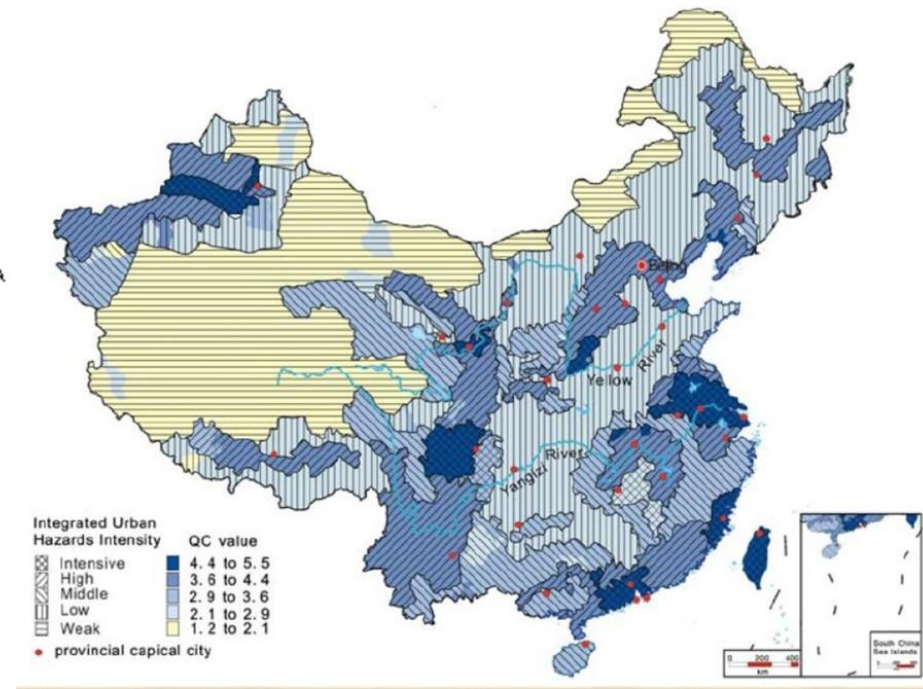 Beijing
Yellow River
Yangtzi River
Integrated Urban
Hazards Intensity
Intensive
High
Middle
Low
Weak
QC value
4.4 to 5.5
3.6 to 4.4
2.9 to 3.6
2.1 to 2.9
1.2 to 2.1
provincial capical city
0 200 400
km
South China
Sea Islands